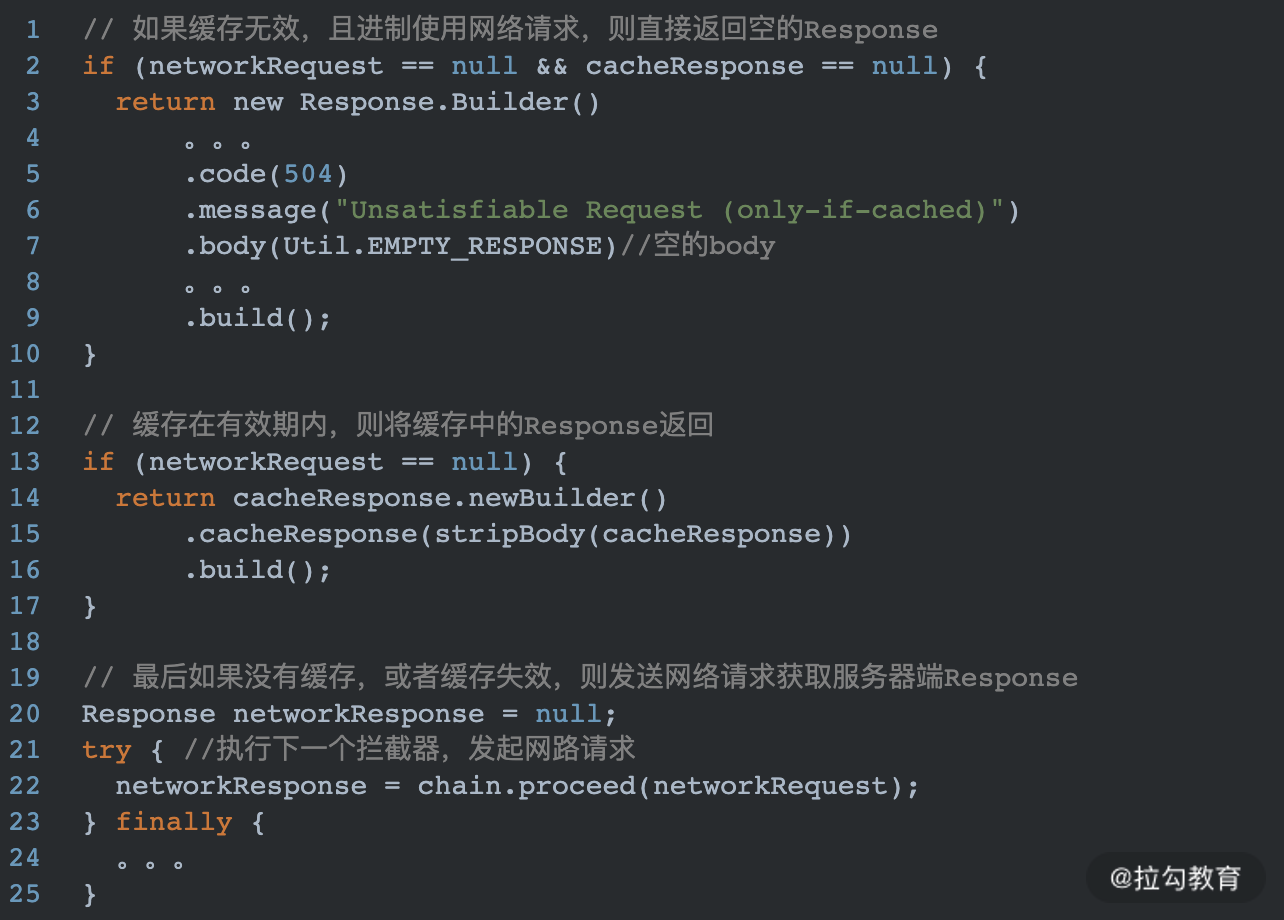 1 // 如果缓存无效，且进制使用网络请求，则直接返回空的Response
2 if (networkRequest == null && cacheResponse == null) {
3   return new Response.Builder()
4       。。。
5       .code(504)
6       .message("Unsatisfiable Request (only-if-cached)")
7       .body(Util.EMPTY_RESPONSE)//空的body
8       。。。
9       .build();
10 }
11
12 // 缓存在有效期内，则将缓存中的Response返回
13 if (networkRequest == null) {
14   return cacheResponse.newBuilder()
15       .cacheResponse(stripBody(cacheResponse))
16       .build();
17 }
18
19 // 最后如果没有缓存，或者缓存失效，则发送网络请求获取服务器端Response
20 Response networkResponse = null;
21 try { //执行下一个拦截器，发起网路请求
22   networkResponse = chain.proceed(networkRequest);
23 } finally {
24   。。。
25 }
@拉勾教育